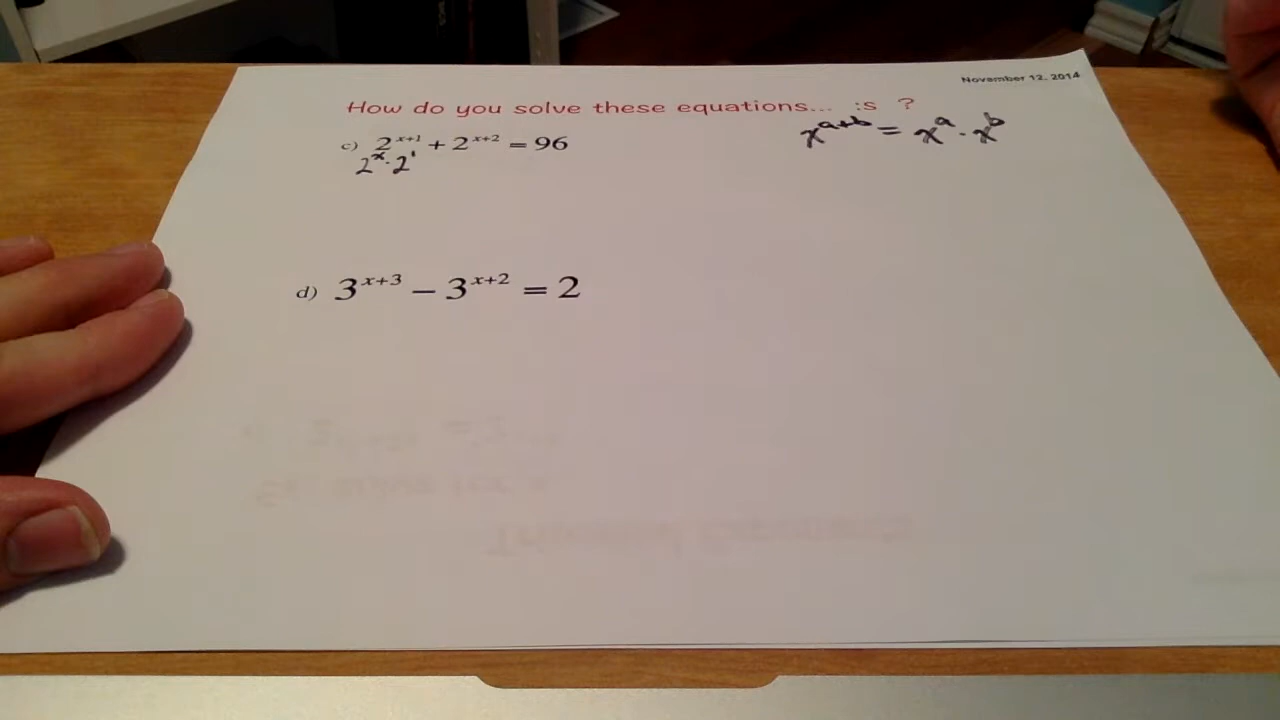 November 12, 2014
How do you solve these equations... :s ?
x^{a+b} = x^a · x^b
c) 2^{x+1} + 2^{x+2} = 96
2^x · 2^1
d) 3^{x+3} − 3^{x+2} = 2